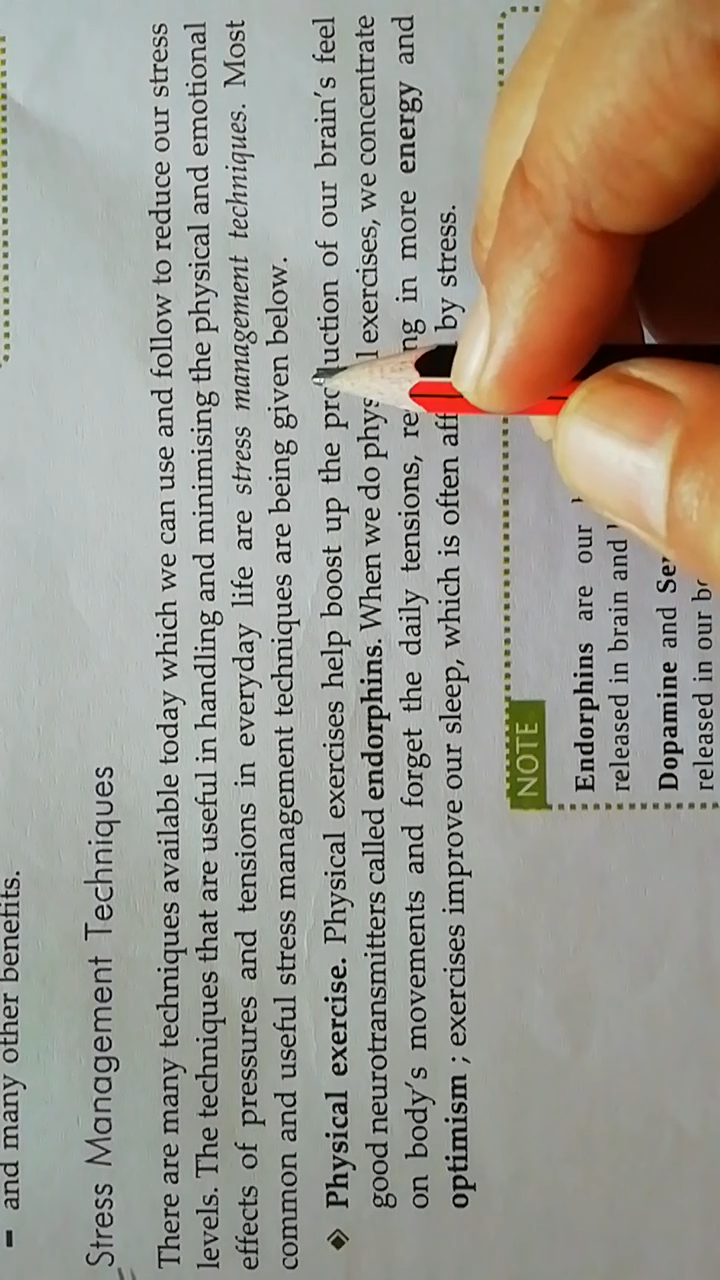 - and many other benefits.
Stress Management Techniques
There are many techniques available today which we can use and follow to reduce our stress
levels. The techniques that are useful in handling and minimising the physical and emotional
effects of pressures and tensions in everyday life are stress management techniques. Most
common and useful stress management techniques are being given below.
Physical exercise. Physical exercises help boost up the production of our brain's feel
good neurotransmitters called endorphins. When we do exercises, we concentrate
on body's movements and forget the daily tensions, in more energy and
optimism ; exercises improve our sleep, which is often by stress.
NOTE
Endorphins are our
released in brain and
Dopamine and
released in our